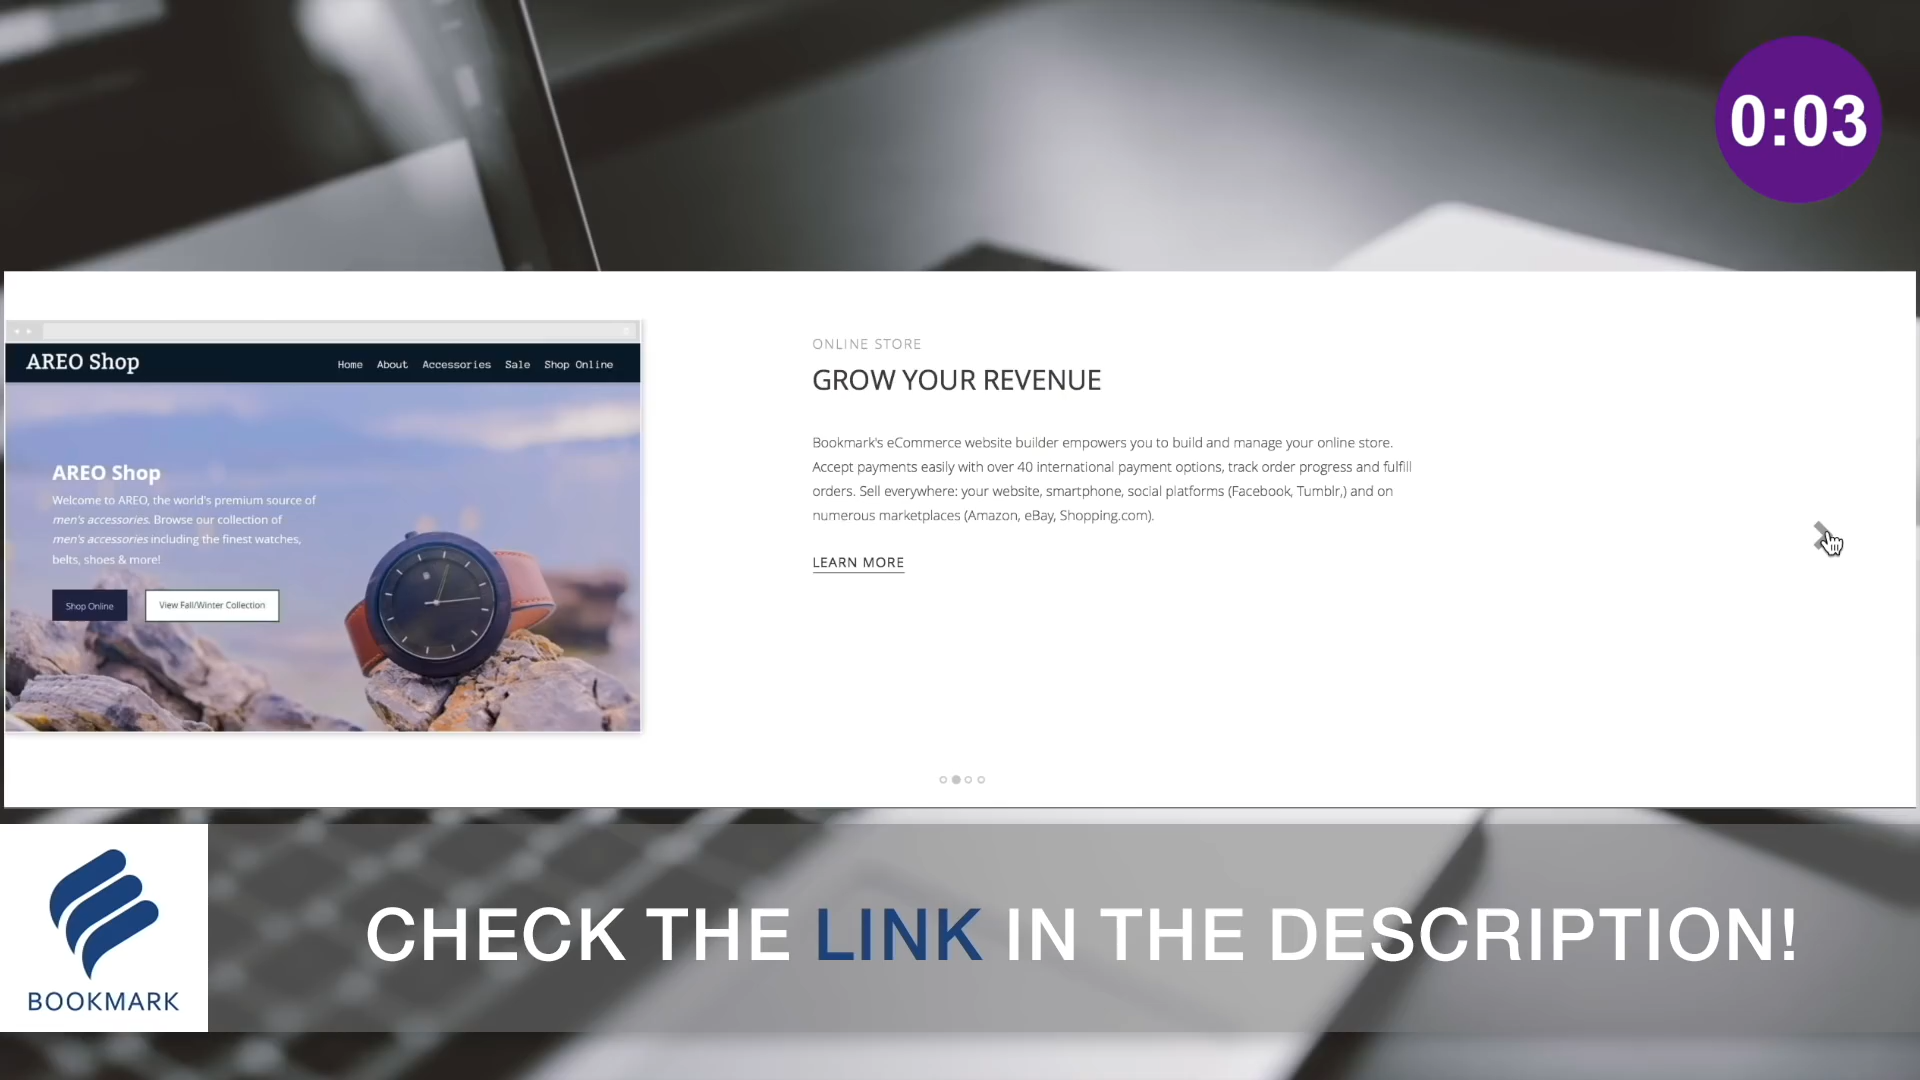 0:03
AREO Shop
Home About Accessories Sale Shop Online
AREO Shop
Welcome to AREO, the world's premium source of
men's accessories. Browse our collection of
men's accessories including the finest watches,
belts, shoes & more!
Shop Online
View Fall/Winter Collection
ONLINE STORE
GROW YOUR REVENUE
Bookmark's eCommerce website builder empowers you to build and manage your online store.
Accept payments easily with over 40 international payment options, track order progress and fulfill
orders. Sell everywhere: your website, smartphone, social platforms (Facebook, Tumblr,) and on
numerous marketplaces (Amazon, eBay, Shopping.com).
LEARN MORE
BOOKMARK
CHECK THE LINK IN THE DESCRIPTION!